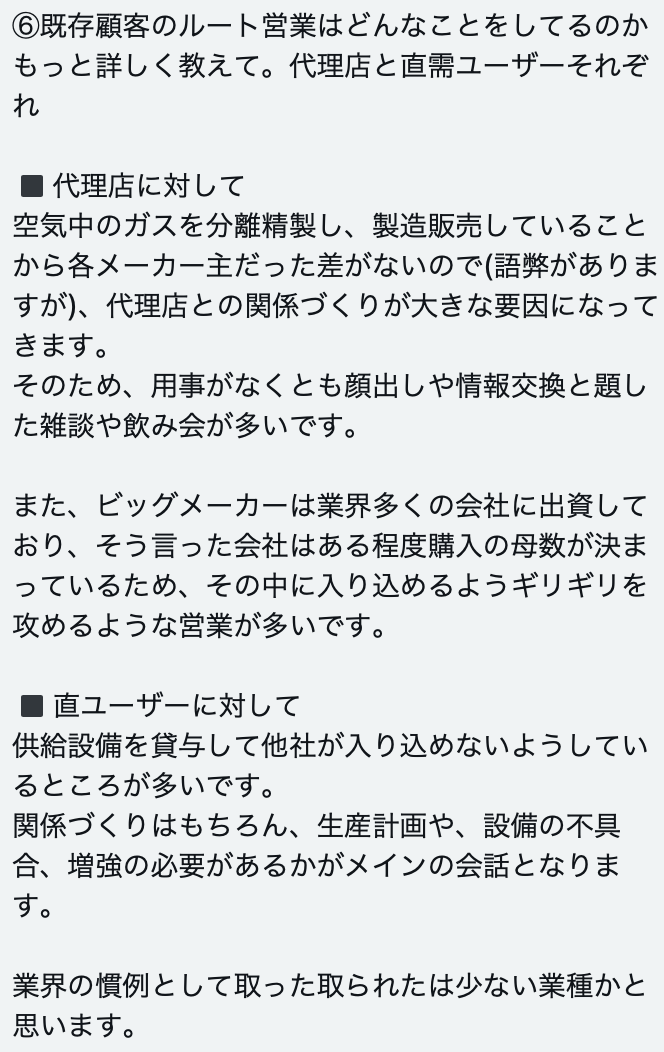 ⑥既存顧客のルート営業はどんなことをしてるのか
もっと詳しく教えて。代理店と直需ユーザーそれぞ
れ
■ 代理店に対して
空気中のガスを分離精製し、製造販売していること
から各メーカー主だった差がないので(語弊がありま
すが)、代理店との関係づくりが大きな要因になって
きます。
そのため、用事がなくとも顔出しや情報交換と題し
た雑談や飲み会が多いです。
また、ビッグメーカーは業界多くの会社に出資して
おり、そう言った会社はある程度購入の母数が決ま
っているため、その中に入り込めるようギリギリを
攻めるような営業が多いです。
■ 直ユーザーに対して
供給設備を貸与して他社が入り込めないようしてい
るところが多いです。
関係づくりはもちろん、生産計画や、設備の不具
合、増強の必要があるかがメインの会話となりま
す。
業界の慣例として取った取られたは少ない業種かと
思います。